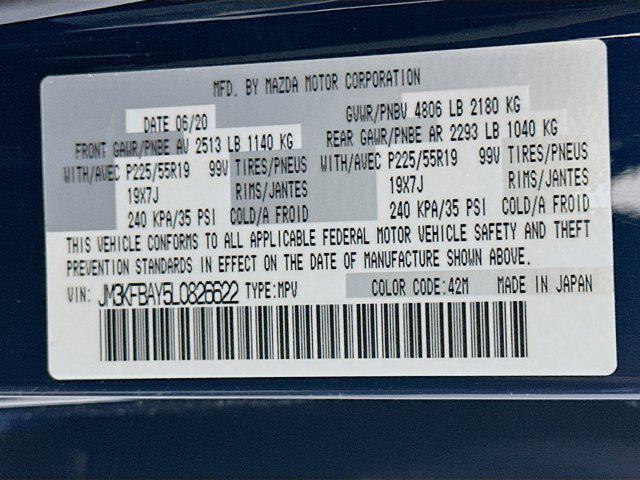 MFD. BY MAZDA MOTOR CORPORATION
DATE 06/20 GVWR/PNBV 4806 LB 2180 KG
FRONT GAWR/PNBE AV 2513 LB 1140 KG REAR GAWR/PNBE AR 2293 LB 1040 KG
WITH/AVEC P225/55R19 99V TIRES/PNEUS WITH/AVEC P225/55R19 99V TIRES/PNEUS
19X7J RIMS/JANTES 19X7J RIMS/JANTES
240 KPA/35 PSI COLD/A FROID 240 KPA/35 PSI COLD/A FROID
THIS VEHICLE CONFORMS TO ALL APPLICABLE FEDERAL MOTOR VEHICLE SAFETY AND THEFT
PREVENTION STANDARDS IN EFFECT ON THE DATE OF MANUFACTURE SHOWN ABOVE.
VIN: JM3KFBAY5L0826622 TYPE:MPV COLOR CODE:42M MADE IN JAPAN